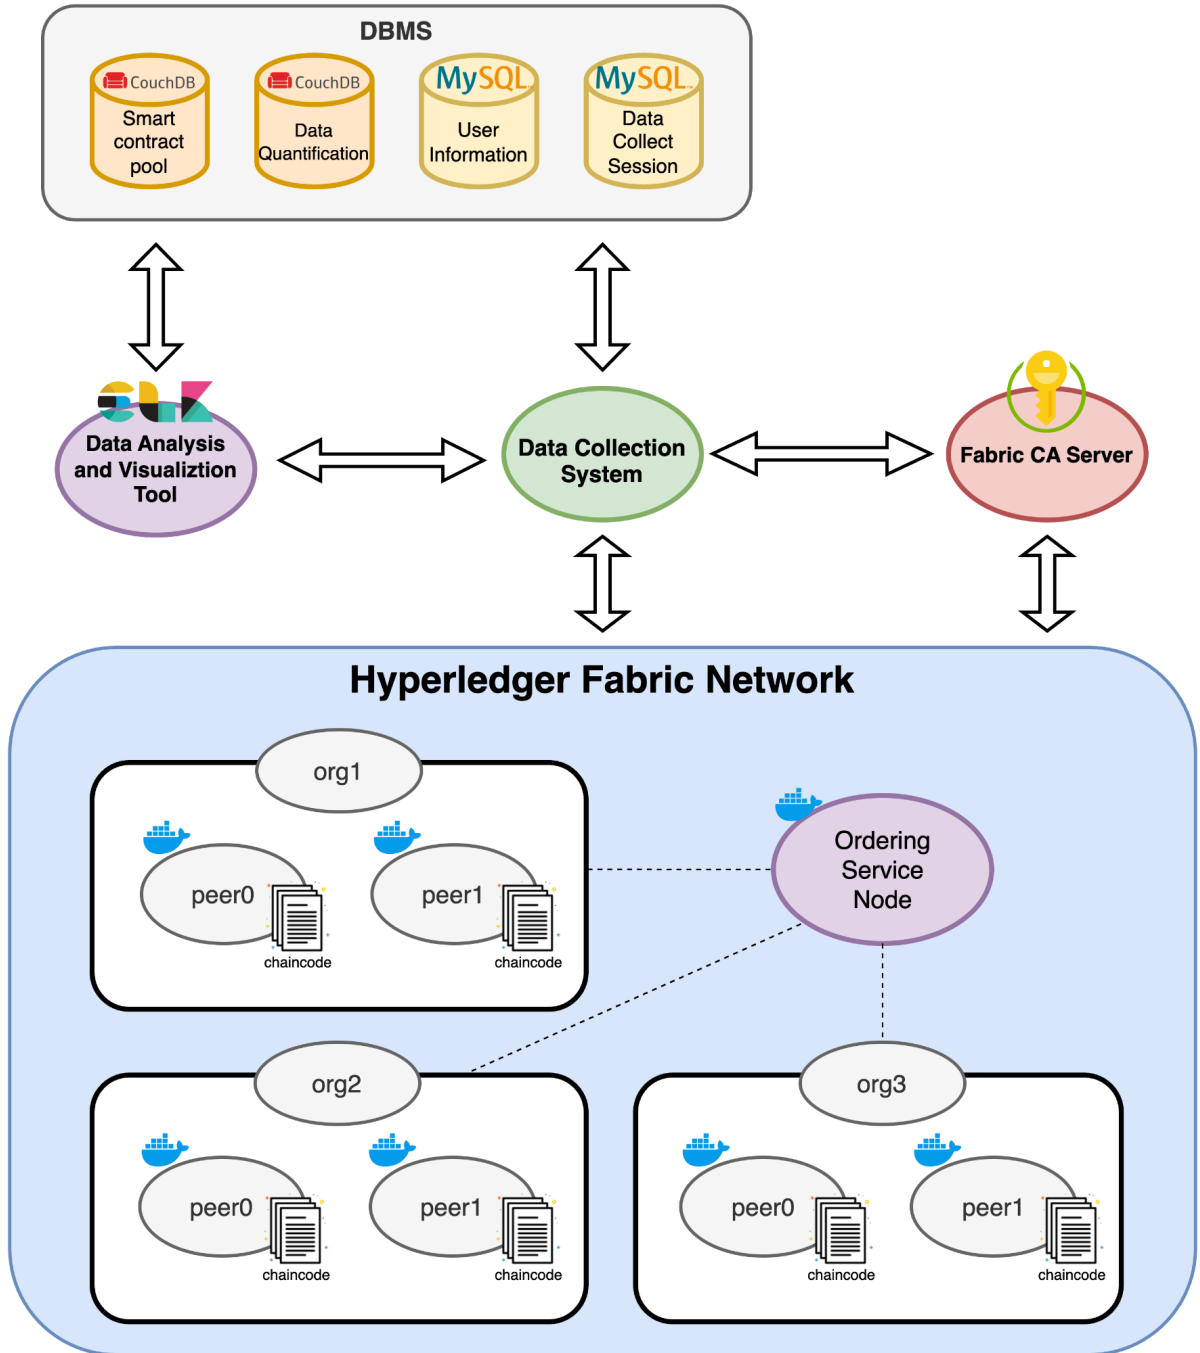 DBMS
CouchDB
CouchDB
MySQL
MySQL
Smart
contract
pool
Data
Quantification
User
Information
Data
Collect
Session
Data Analysis
and Visualiztion
Tool
Data Collection
System
Fabric CA Server
Hyperledger Fabric Network
org1
peer0
chaincode
peer1
chaincode
Ordering
Service
Node
org2
peer0
chaincode
peer1
chaincode
org3
peer0
chaincode
peer1
chaincode